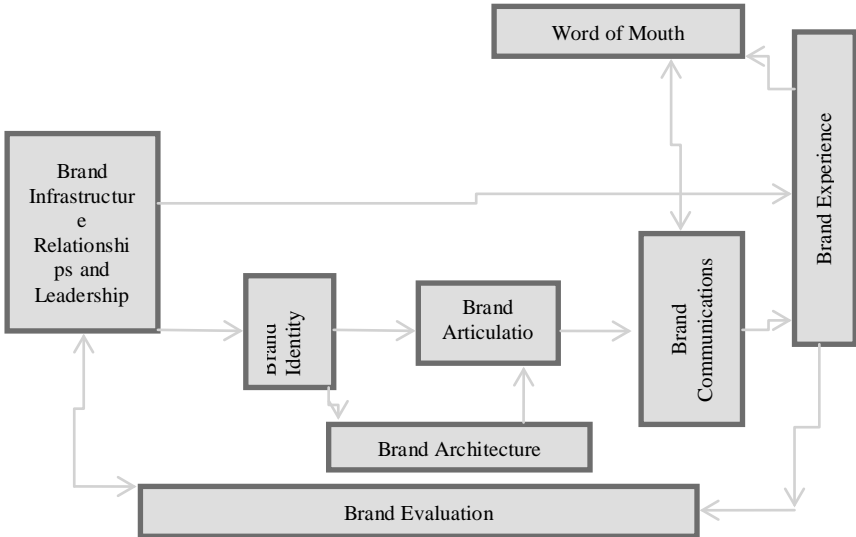 Word of Mouth
Brand
Infrastructur
e
Relationshi
ps and
Leadership
Brand Experience
Brand
Identity
Brand
Articulatio
Brand
Communications
Brand Architecture
Brand Evaluation